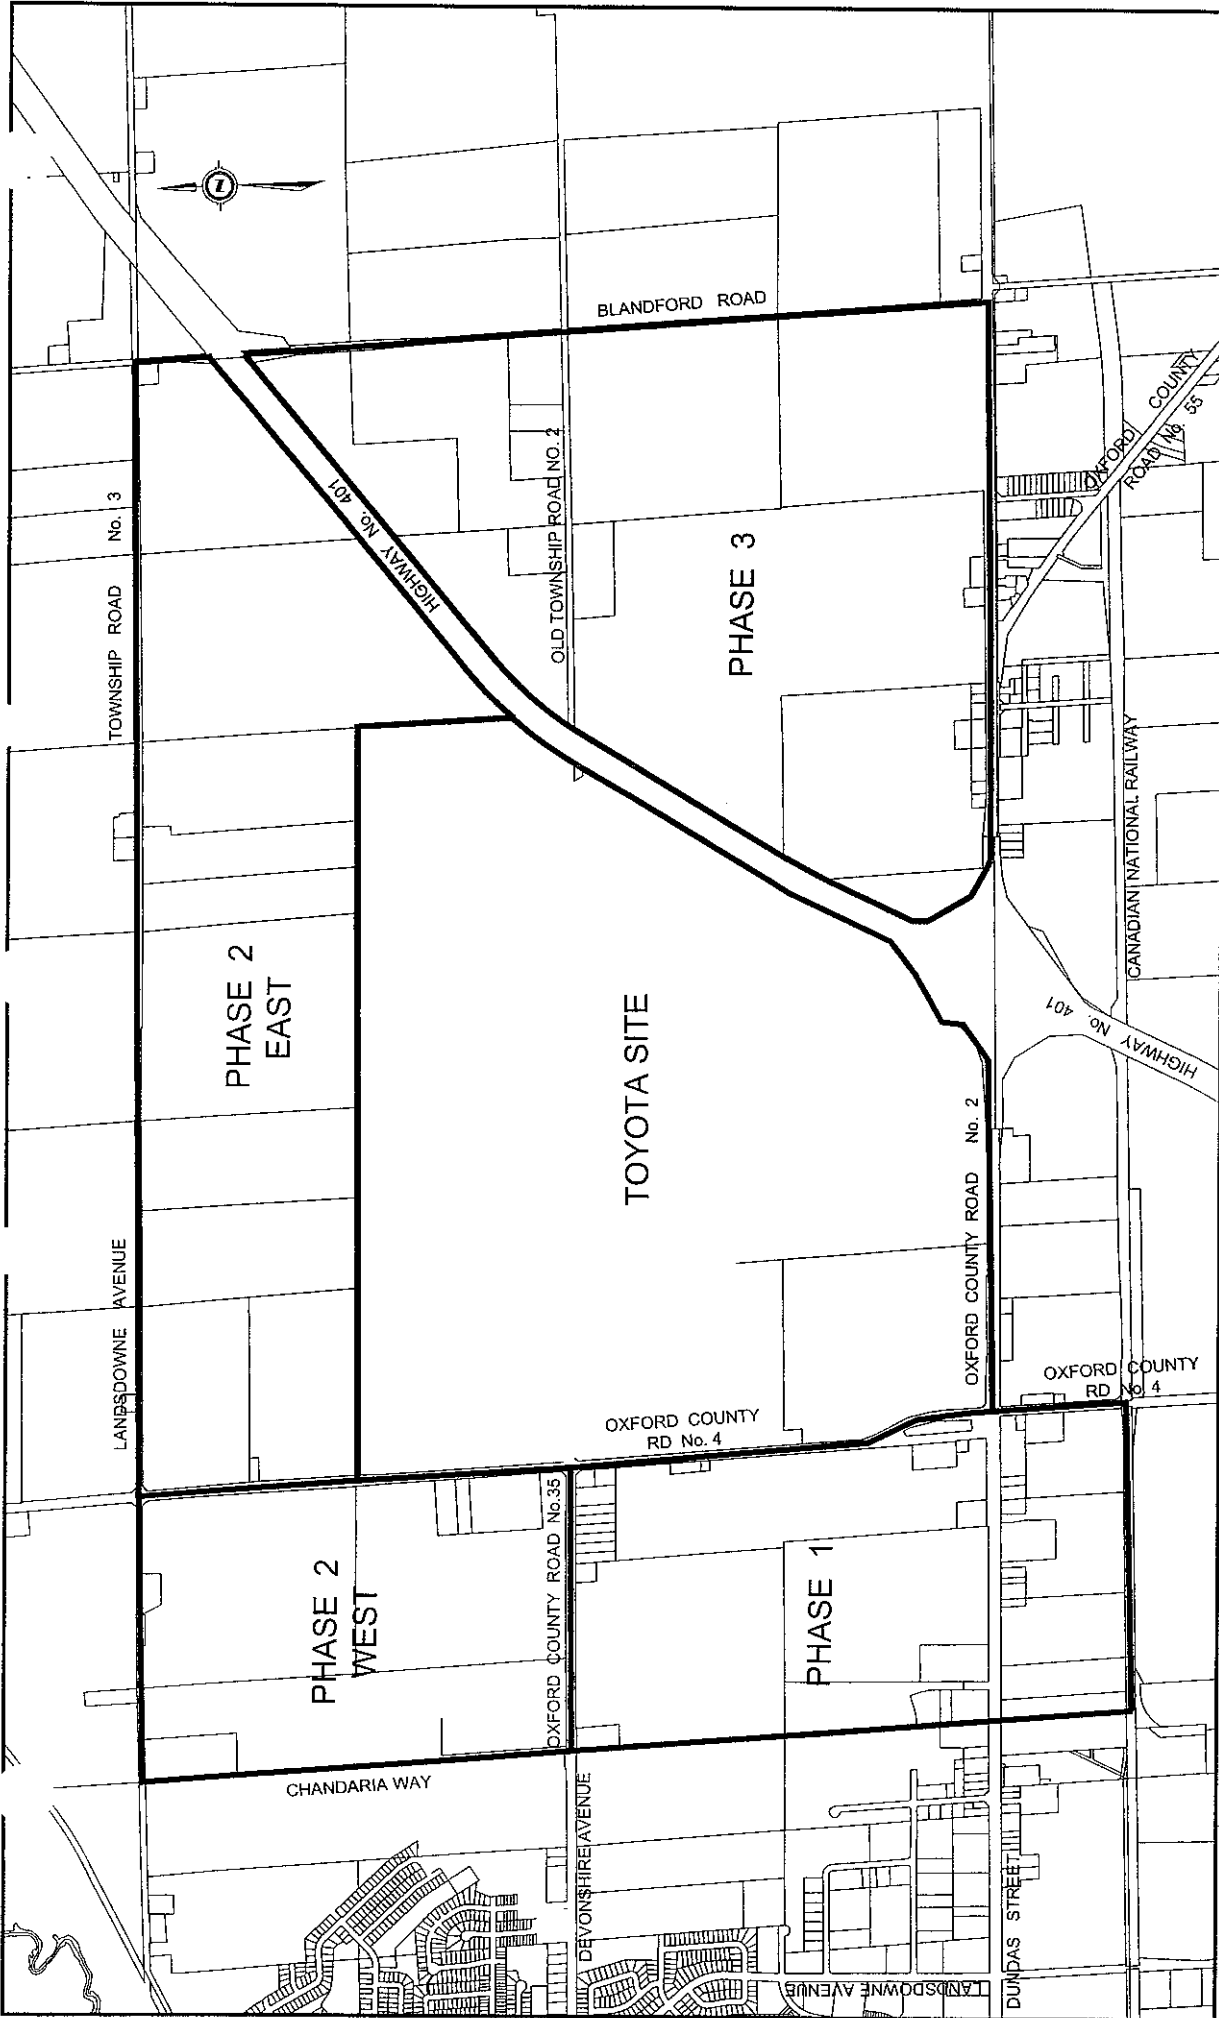 LANDSDOWNE AVENUE
TOWNSHIP ROAD No. 3
N
PHASE 2
WEST
PHASE 2
EAST
HIGHWAY No. 401
BLANDFORD ROAD
CHANDARIA WAY
OXFORD COUNTY ROAD No.35
OXFORD COUNTY
RD No. 4
TOYOTA SITE
OLD TOWNSHIP ROAD NO. 2
PHASE 3
DEVONSHIRE AVENUE
PHASE 1
LANDSDOWNE AVENUE
DUNDAS STREET
OXFORD COUNTY ROAD No. 2
OXFORD COUNTY
RD No. 4
HIGHWAY No. 401
CANADIAN NATIONAL RAILWAY
OXFORD COUNTY
ROAD No. 55